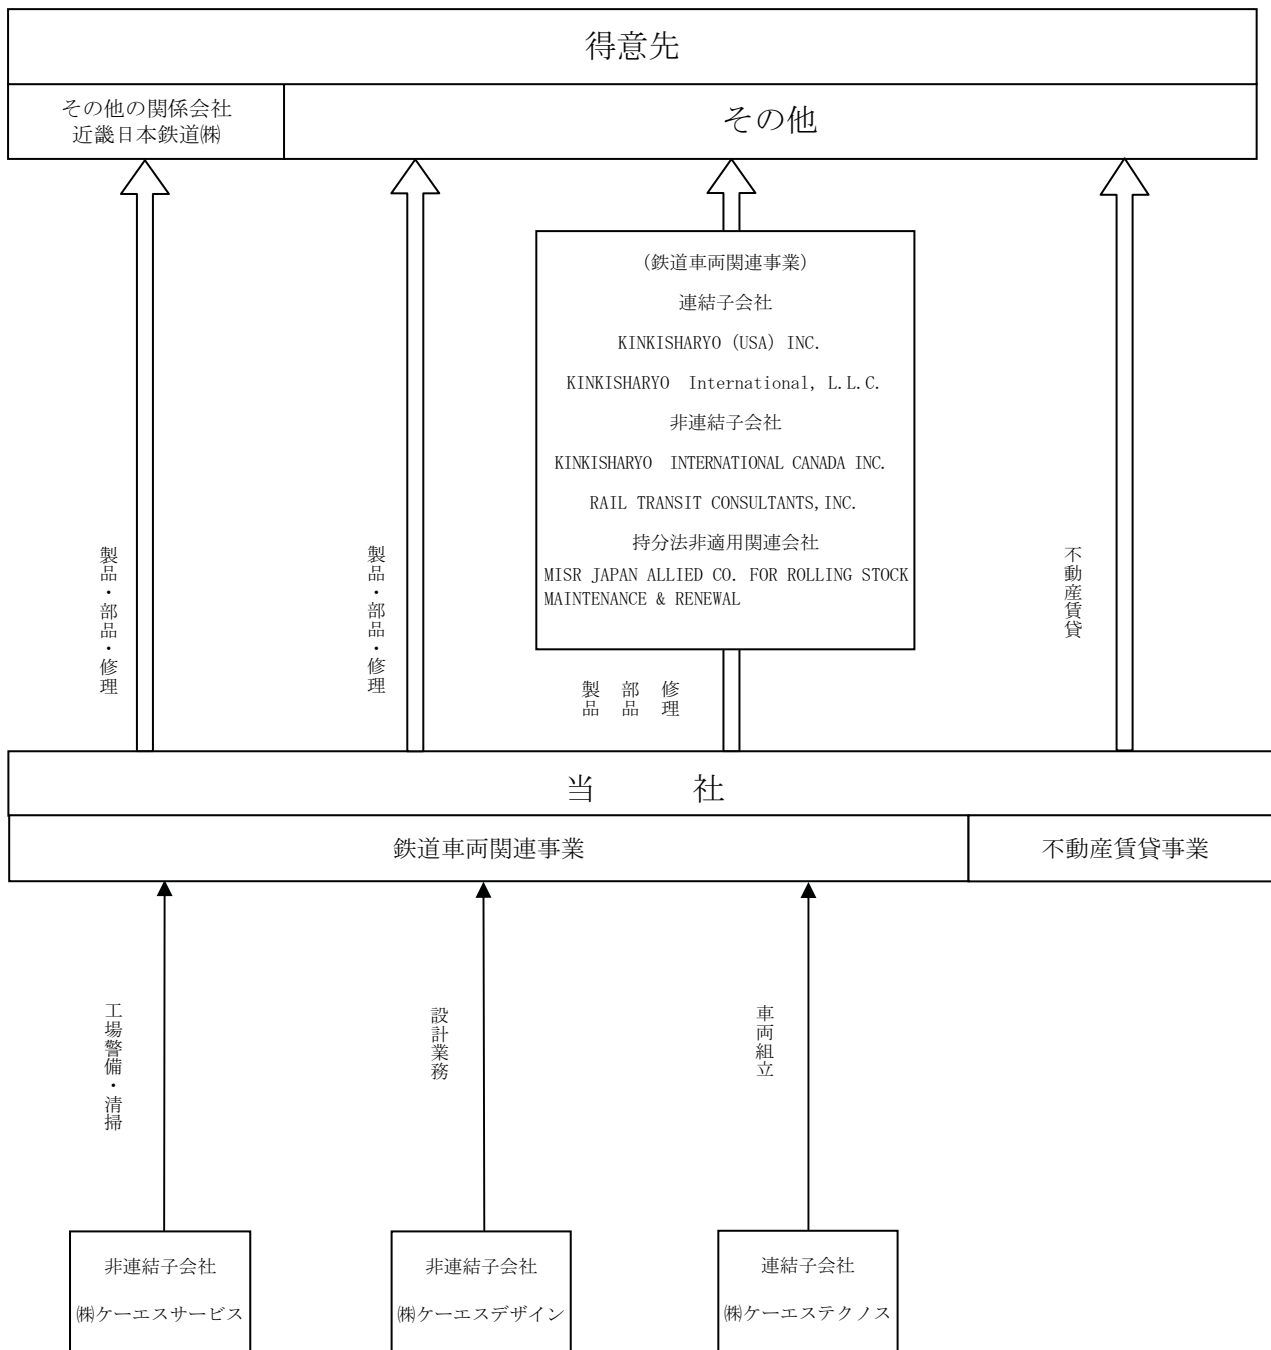 得意先
その他の関係会社
近畿日本鉄道㈱
その他
(鉄道車両関連事業)
連結子会社
KINKISHARYO (USA) INC.
KINKISHARYO International, L.L.C.
非連結子会社
KINKISHARYO INTERNATIONAL CANADA INC.
RAIL TRANSIT CONSULTANTS,INC.
持分法非適用関連会社
MISR JAPAN ALLIED CO. FOR ROLLING STOCK
MAINTENANCE & RENEWAL
製品・部品・修理
製品・部品・修理
製品 部品 修理
不動産賃貸
当 社
鉄道車両関連事業
不動産賃貸事業
工場警備・清掃
設計業務
車両組立
非連結子会社
㈱ケーエスサービス
非連結子会社
㈱ケーエスデザイン
連結子会社
㈱ケーエステクノス